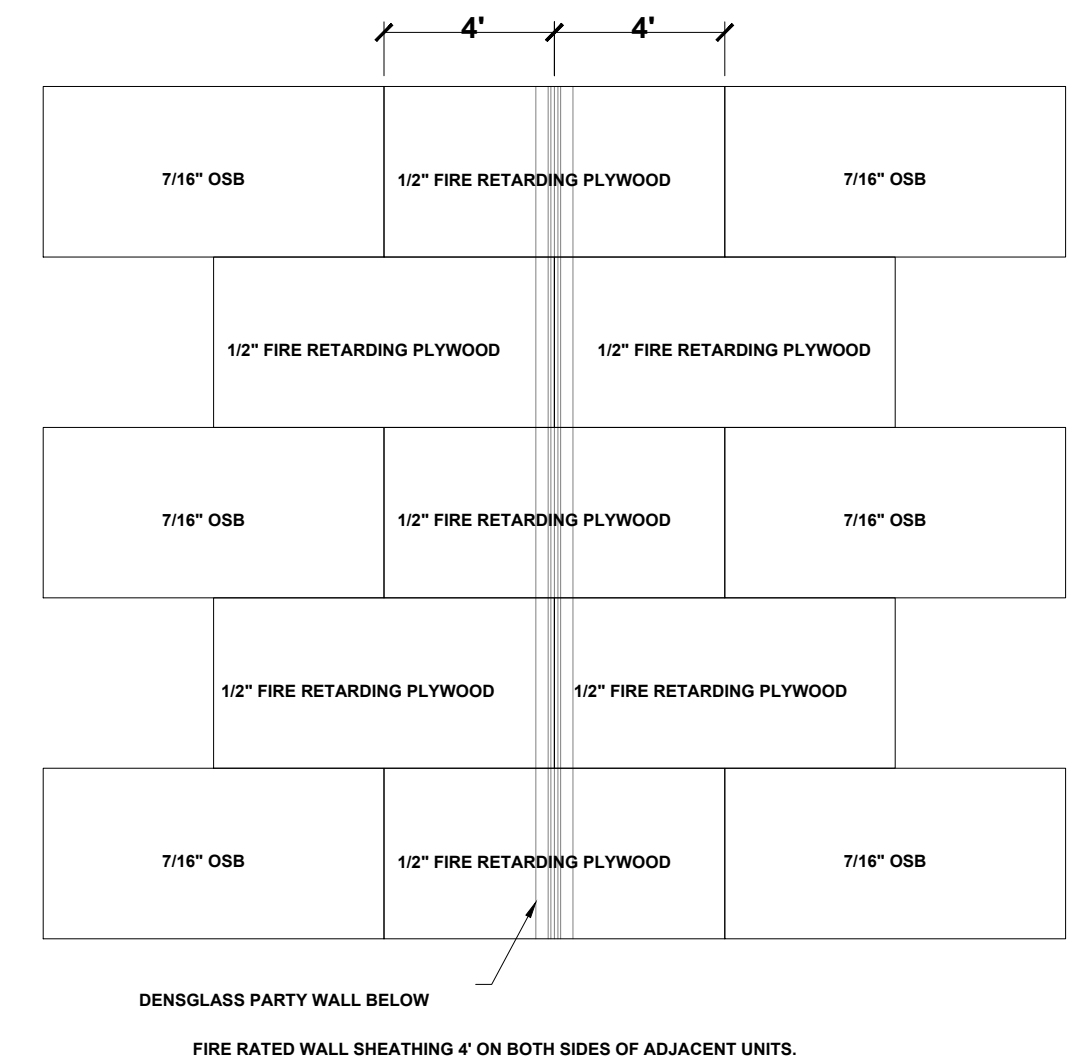 4' 4'
7/16" OSB 1/2" FIRE RETARDING PLYWOOD 7/16" OSB
1/2" FIRE RETARDING PLYWOOD 1/2" FIRE RETARDING PLYWOOD
7/16" OSB 1/2" FIRE RETARDING PLYWOOD 7/16" OSB
1/2" FIRE RETARDING PLYWOOD 1/2" FIRE RETARDING PLYWOOD
7/16" OSB 1/2" FIRE RETARDING PLYWOOD 7/16" OSB
DENSGLASS PARTY WALL BELOW
FIRE RATED WALL SHEATHING 4' ON BOTH SIDES OF ADJACENT UNITS.